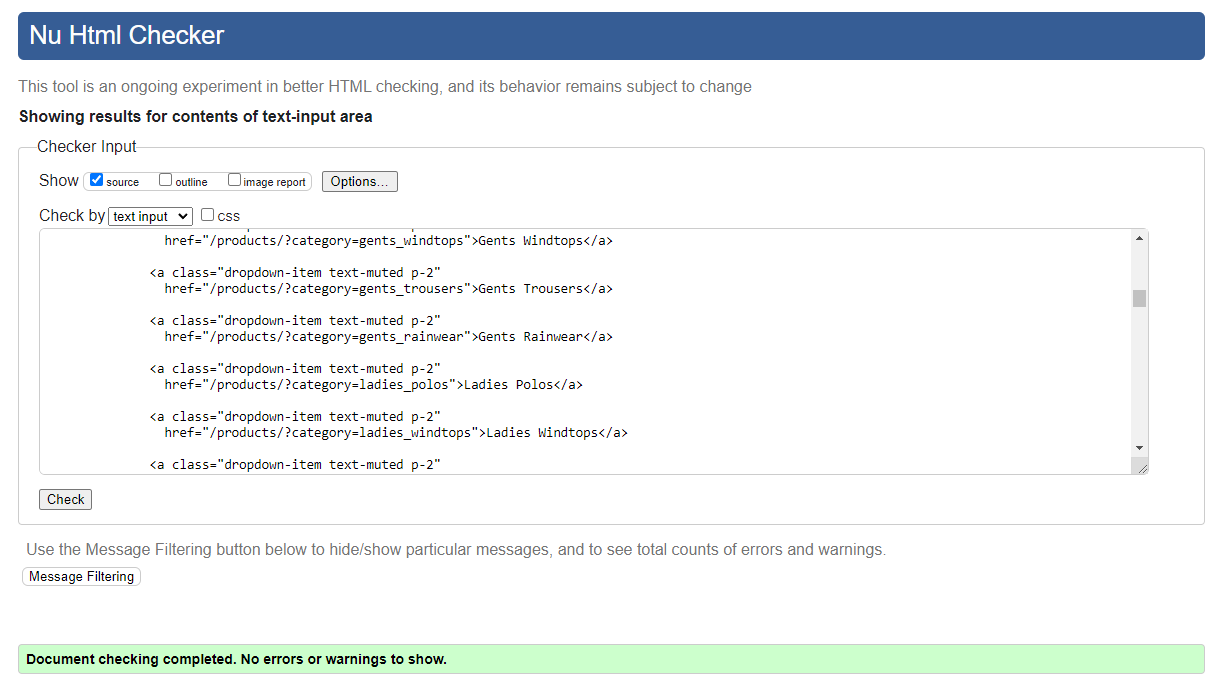 Nu Html Checker
This tool is an ongoing experiment in better HTML checking, and its behavior remains subject to change
Showing results for contents of text-input area
Checker Input
Show source outline image report Options...
Check by text input css
href="/products/?category=gents_windtops">Gents Windtops</a>
<a class="dropdown-item text-muted p-2"
href="/products/?category=gents_trousers">Gents Trousers</a>
<a class="dropdown-item text-muted p-2"
href="/products/?category=gents_rainwear">Gents Rainwear</a>
<a class="dropdown-item text-muted p-2"
href="/products/?category=ladies_polos">Ladies Polos</a>
<a class="dropdown-item text-muted p-2"
href="/products/?category=ladies_windtops">Ladies Windtops</a>
<a class="dropdown-item text-muted p-2"
Check
Use the Message Filtering button below to hide/show particular messages, and to see total counts of errors and warnings.
Message Filtering
Document checking completed. No errors or warnings to show.